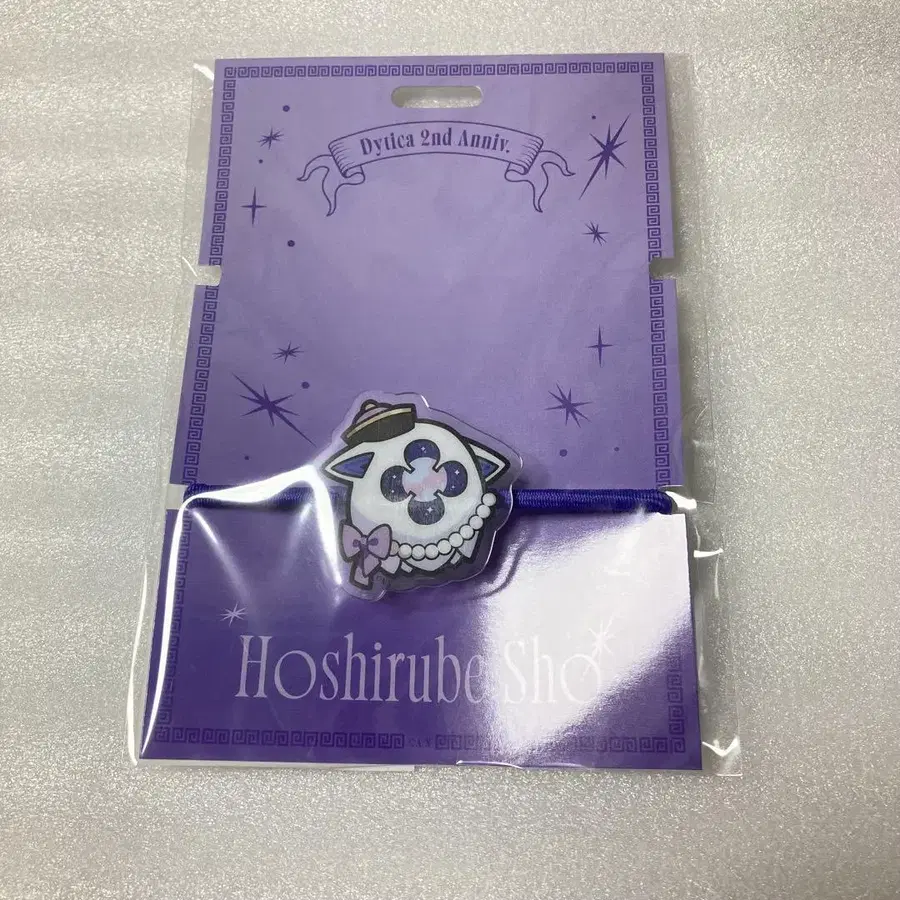 Dytica 2nd Anniv.
Hoshirube Sho